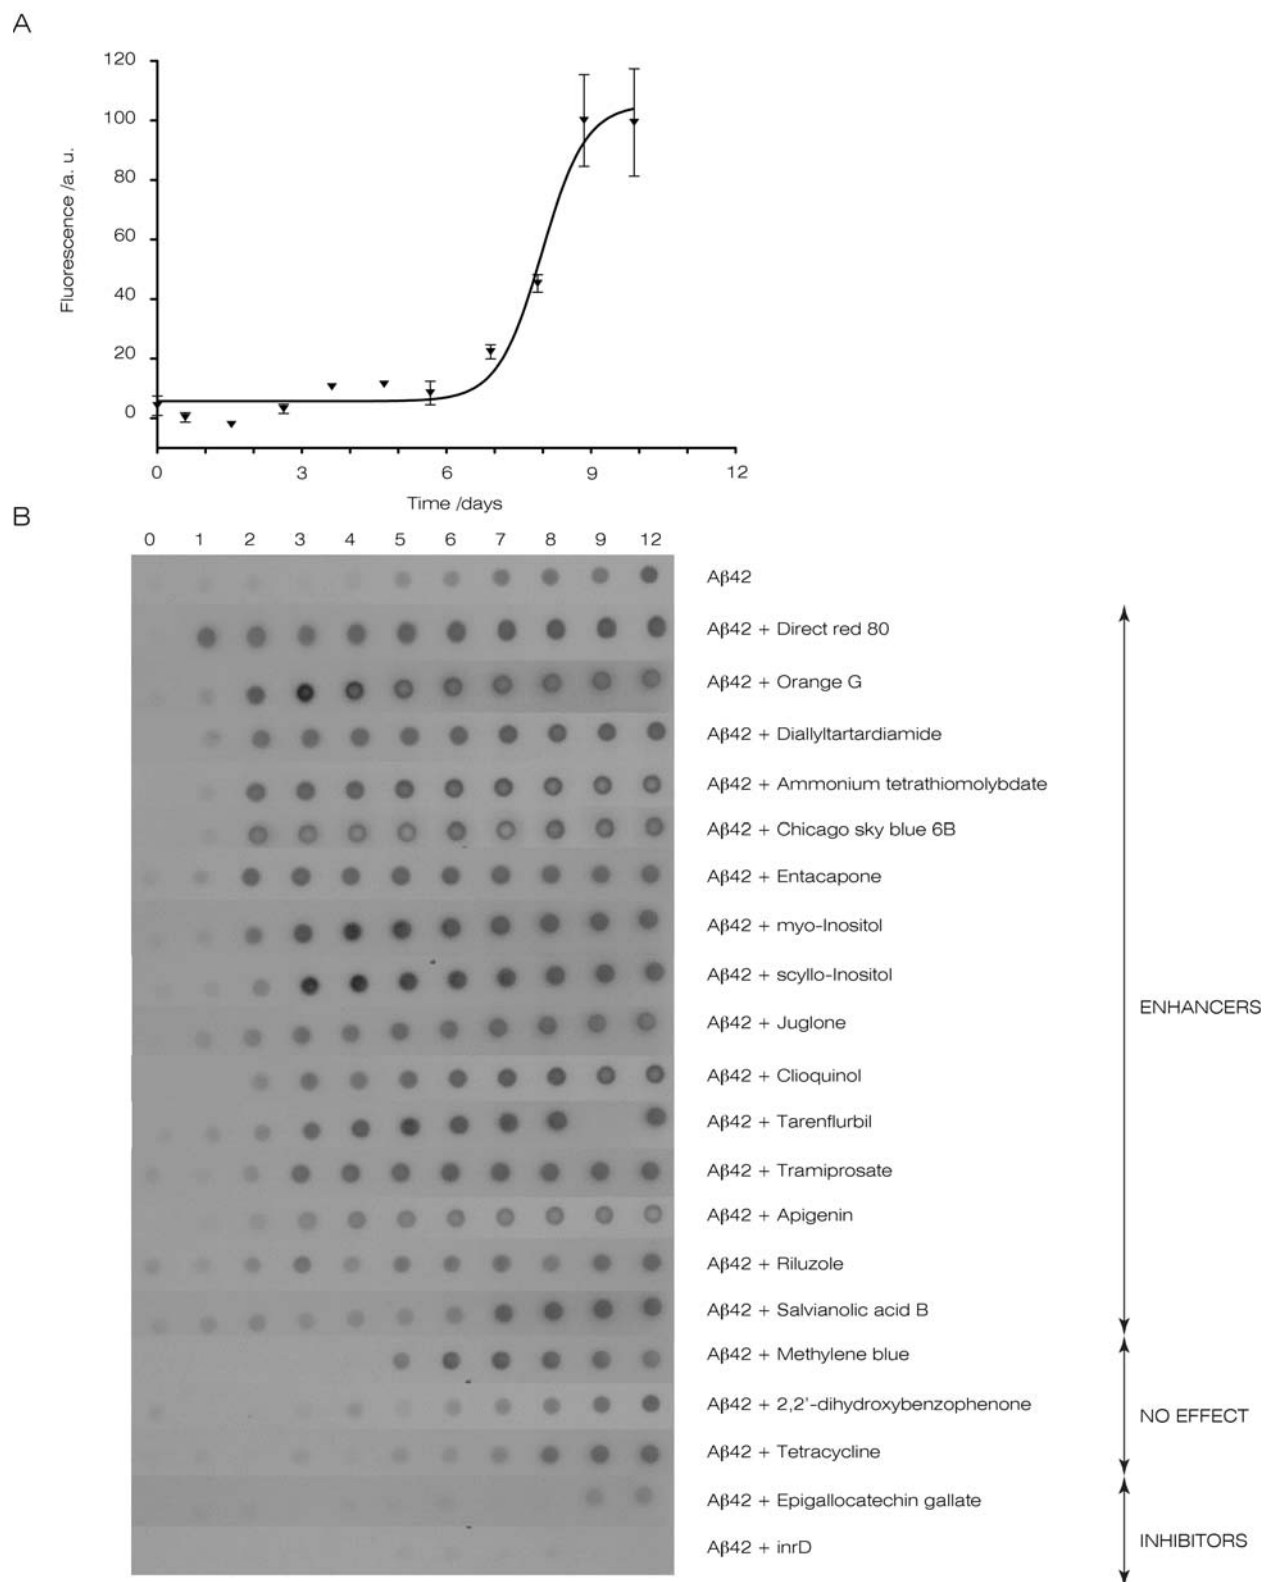 A
120
100
80
60
40
20
0
Fluorescence /a. u.
0 3 6 9 12
Time /days
B
0 1 2 3 4 5 6 7 8 9 12
Aβ42
Aβ42 + Direct red 80
Aβ42 + Orange G
Aβ42 + Diallyltartardiamide
Aβ42 + Ammonium tetrathiomolybdate
Aβ42 + Chicago sky blue 6B
Aβ42 + Entacapone
Aβ42 + myo-Inositol
Aβ42 + scyllo-Inositol
Aβ42 + Juglone
Aβ42 + Clioquinol
Aβ42 + Tarenflurbil
Aβ42 + Tramiprosate
Aβ42 + Apigenin
Aβ42 + Riluzole
Aβ42 + Salvianolic acid B
Aβ42 + Methylene blue
Aβ42 + 2,2'-dihydroxybenzophenone
Aβ42 + Tetracycline
Aβ42 + Epigallocatechin gallate
Aβ42 + inrD
ENHANCERS
NO EFFECT
INHIBITORS